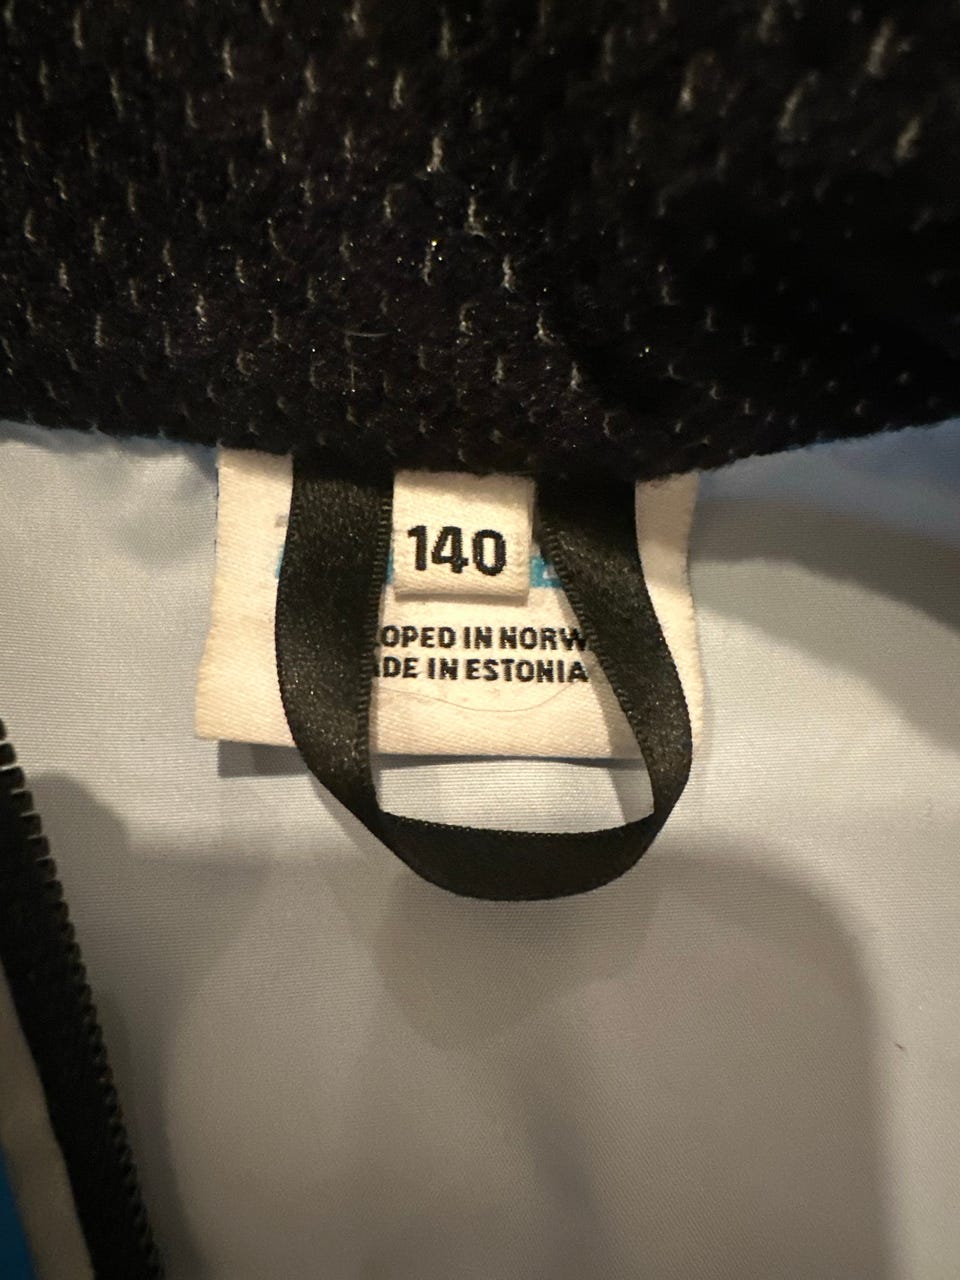 140
OPED IN NORW
ADE IN ESTONIA